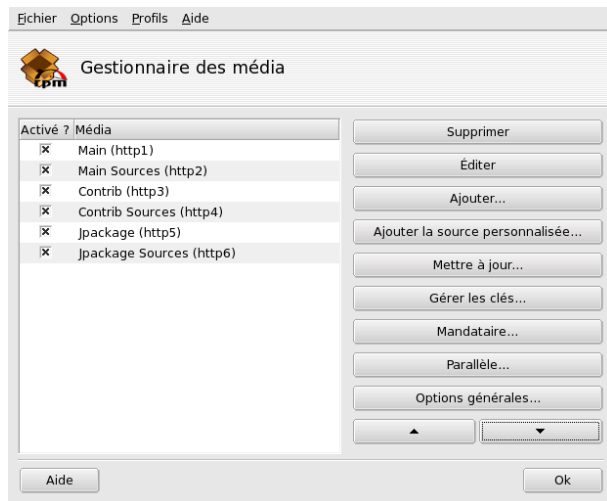 Fichier Options Profils Aide
rpm
Gestionnaire des média
Activé ? Média
Main (http1)
Main Sources (http2)
Contrib (http3)
Contrib Sources (http4)
Jpackage (http5)
Jpackage Sources (http6)
Supprimer
Éditer
Ajouter...
Ajouter la source personnalisée...
Mettre à jour...
Gérer les clés...
Mandataire...
Parallèle...
Options générales...
Aide
Ok